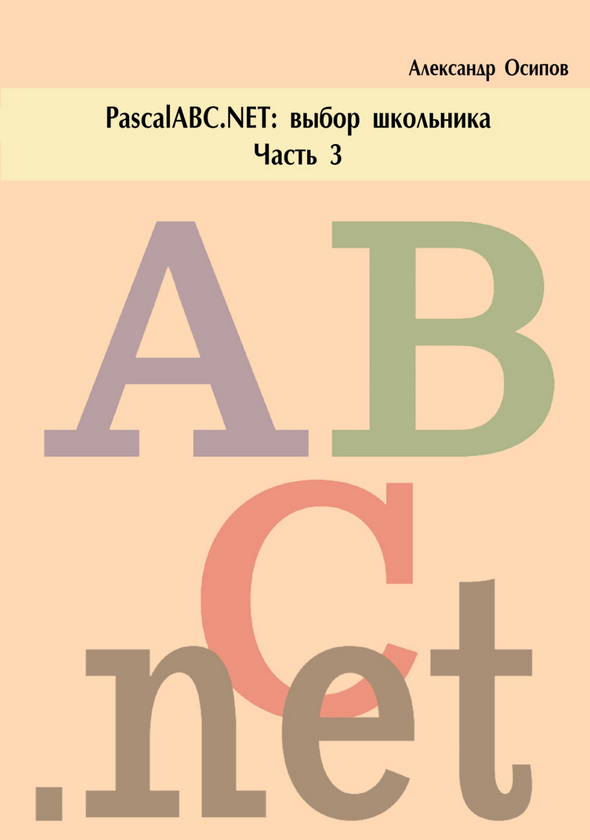 Александр Осипов
PascalABC.NET: выбор школьника
Часть 3
AB
C
.net